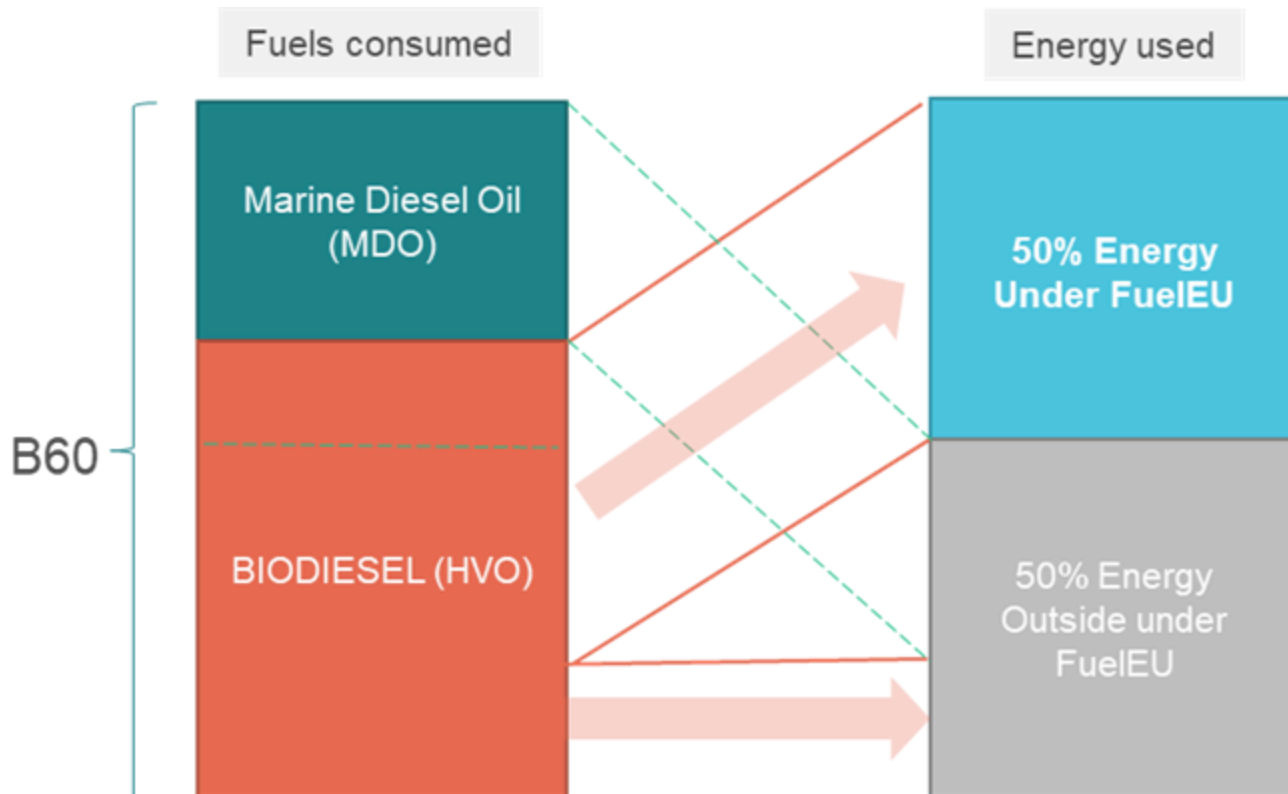 Fuels consumed
Energy used
Marine Diesel Oil
(MDO)
50% Energy
Under FuelEU
B60
BIODIESEL (HVO)
50% Energy
Outside under
FuelEU